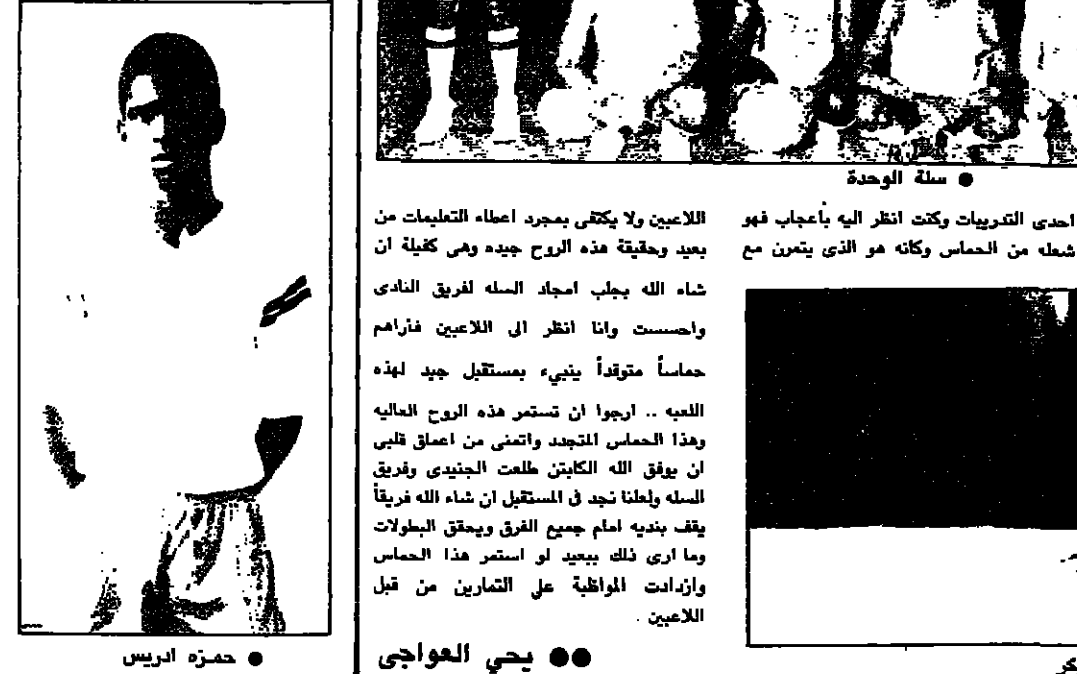 ● سلة الوحدة
احدى التدريبات وكنت انظر اليه بأعجاب فهو
شعله من الحماس وكانه هو الذى يتمرن مع
اللاعبين ولا يكتفى بمجرد اعطاء التعليمات من
بعيد وحقيقة هذه الروح جيده وهى كفيلة ان
شاء الله بجلب امجاد السله لفريق النادى
واحسست وانا انظر الى اللاعبين فأراهم
حماساً متوقداً ينبيء بمستقبل جيد لهذه
اللعبه .. ارجوا ان تستمر هذه الروح العاليه
وهذا الحماس المتجدد واتمنى من اعماق قلبى
ان يوفق الله الكابتن طلعت الجنيدى وفريق
السله ولعلنا نجد في المستقبل ان شاء الله فريقاً
يقف بنديه امام جميع الفرق ويحقق البطولات
وما ارى ذلك ببعيد لو استمر هذا الحماس
وازدادت المواظبة على التمارين من قبل
اللاعبين .
●● يحي العواجى
● حمزه ادريس